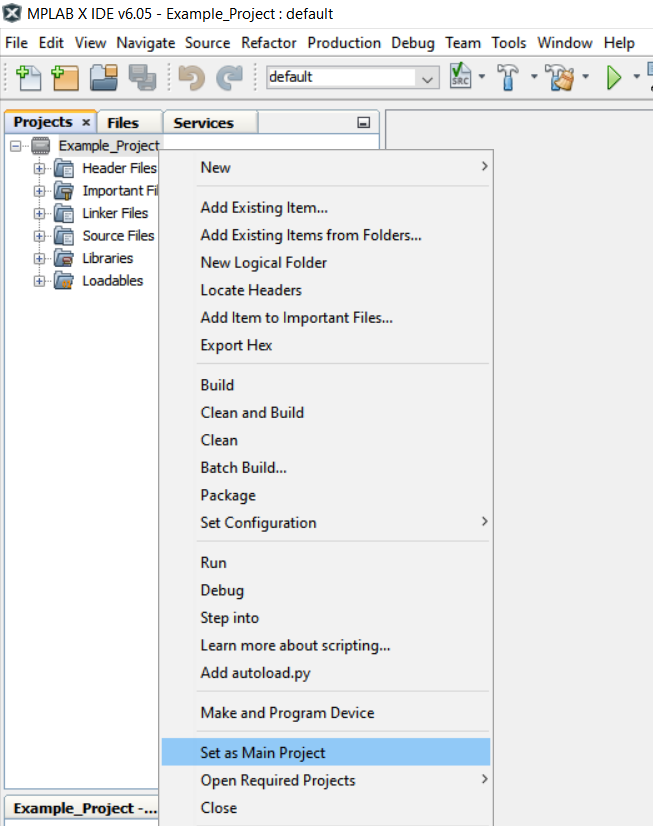 MPLAB X IDE v6.05 - Example_Project : default
File Edit View Navigate Source Refactor Production Debug Team Tools Window Help
default
SRC
Projects × Files Services
Example_Project
Header Files
Important Fil
Linker Files
Source Files
Libraries
Loadables
New
Add Existing Item...
Add Existing Items from Folders...
New Logical Folder
Locate Headers
Add Item to Important Files...
Export Hex
Build
Clean and Build
Clean
Batch Build...
Package
Set Configuration
Run
Debug
Step into
Learn more about scripting...
Add autoload.py
Make and Program Device
Set as Main Project
Open Required Projects
Close
Example_Project -...